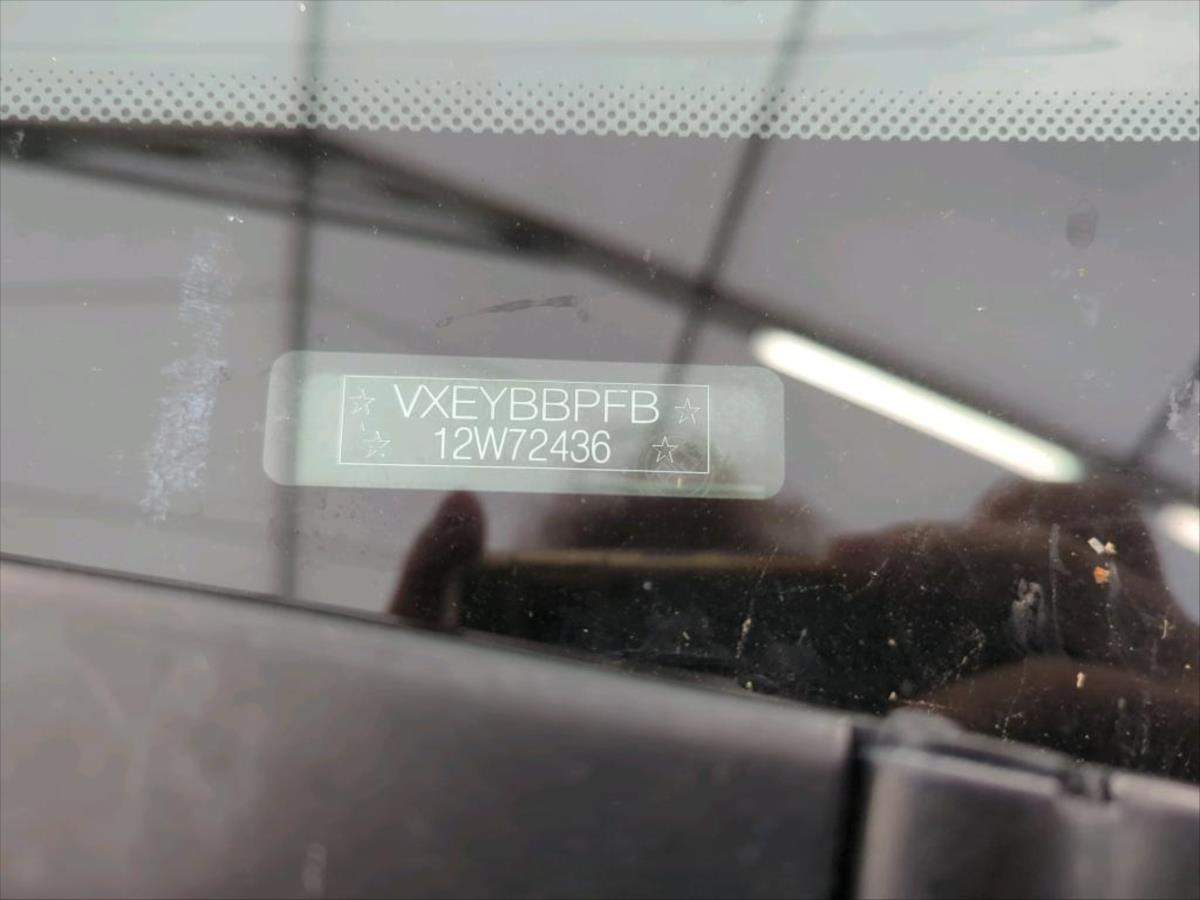 ☆ VXEYBBPFB ☆
☆ 12W72436 ☆